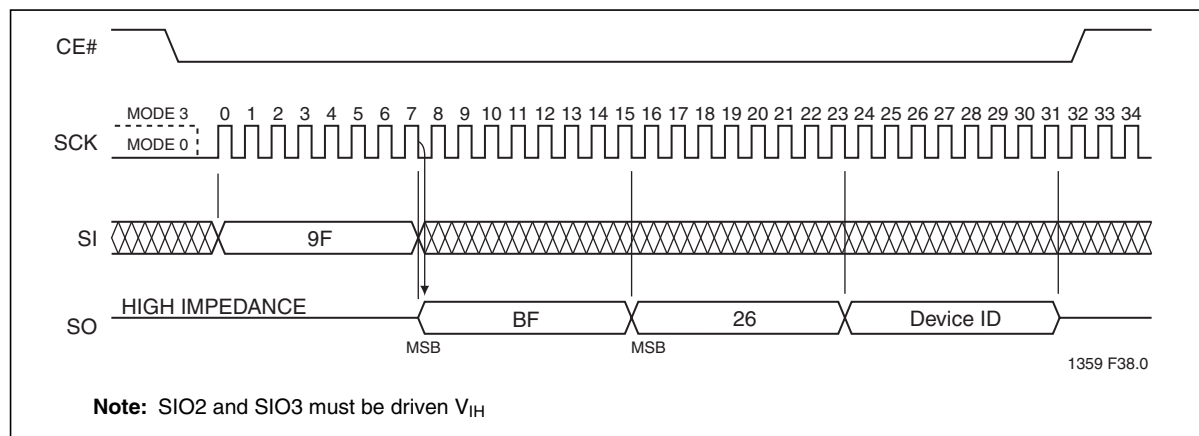 CE#
MODE 3
0 1 2 3 4 5 6 7 8 9 10 11 12 13 14 15 16 17 18 19 20 21 22 23 24 25 26 27 28 29 30 31 32 33 34
SCK
MODE 0
SI
9F
HIGH IMPEDANCE
SO
BF
26
Device ID
MSB
MSB
1359 F38.0
Note: SIO2 and SIO3 must be driven VIH